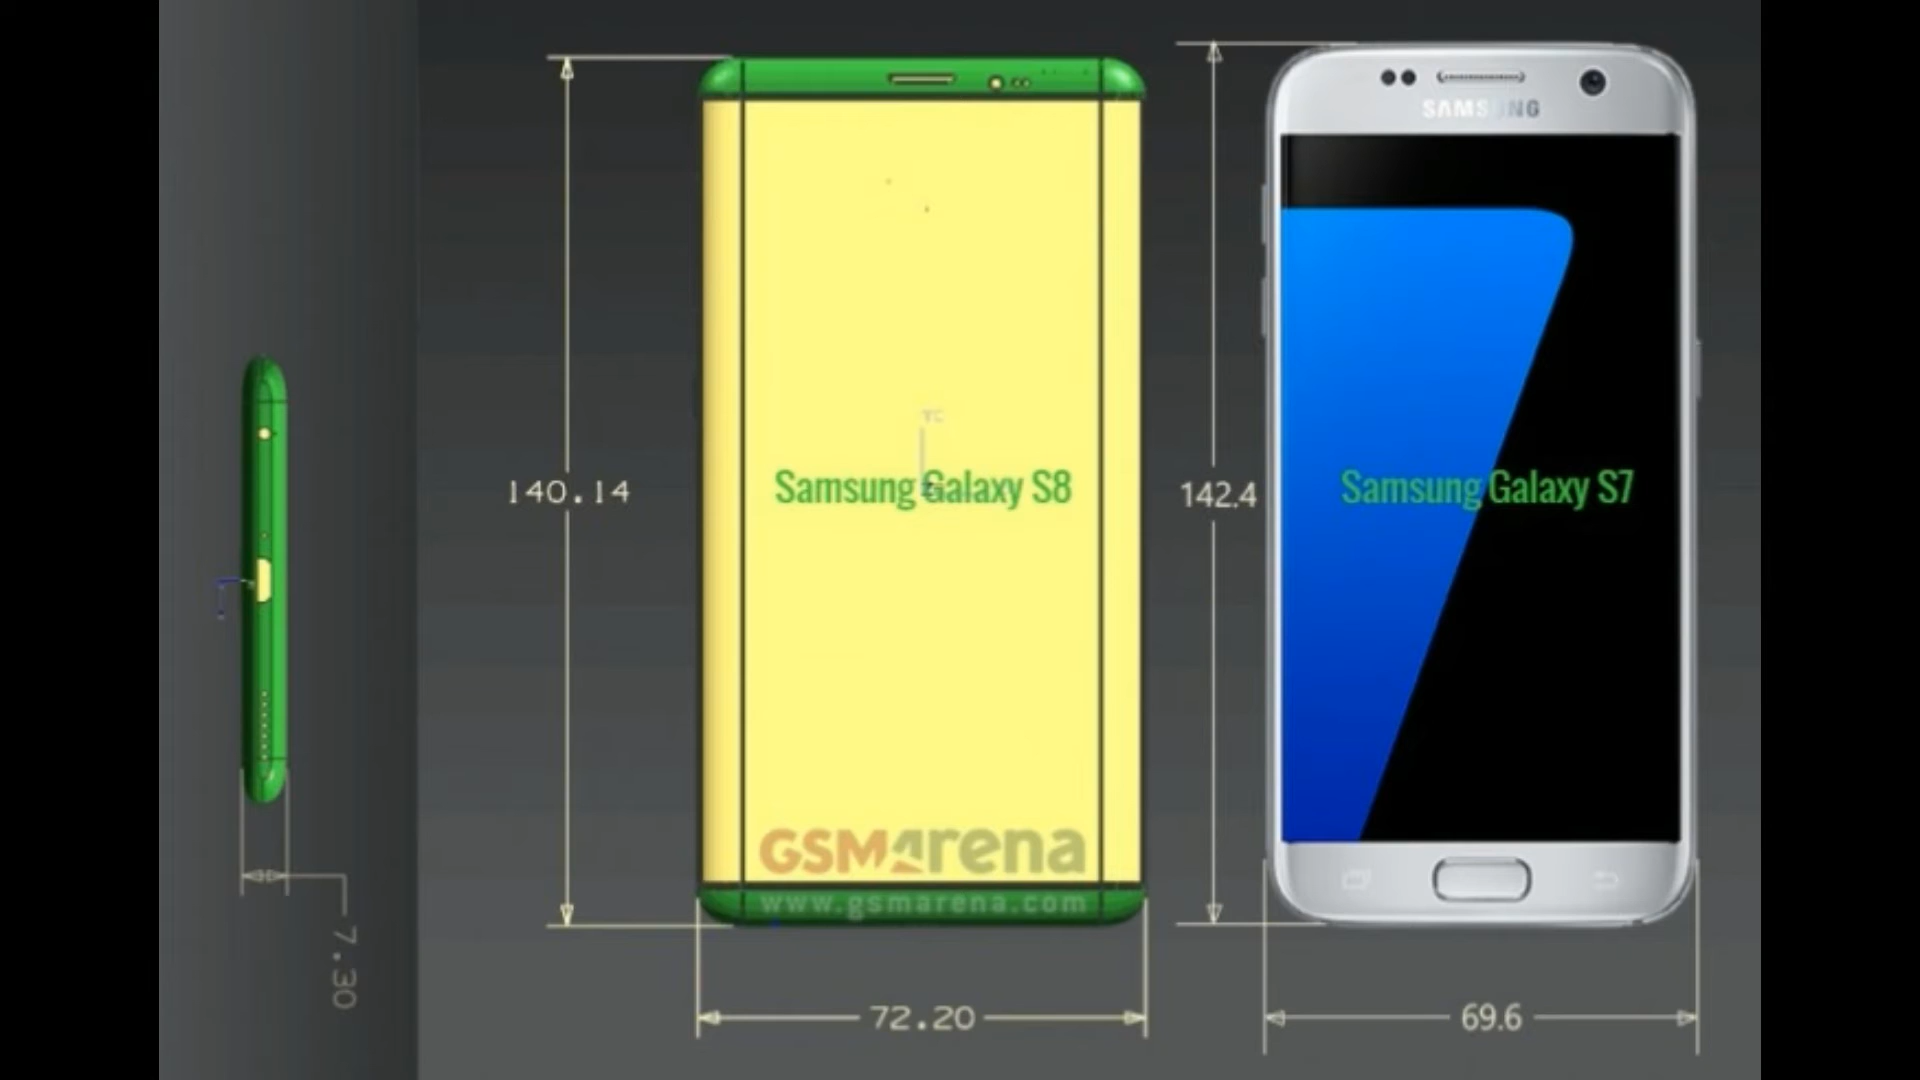 SAMSUNG
140.14
142.4
Samsung Galaxy S8
Samsung Galaxy S7
GSMarena
www.gsmarena.com
7.30
72.20
69.6